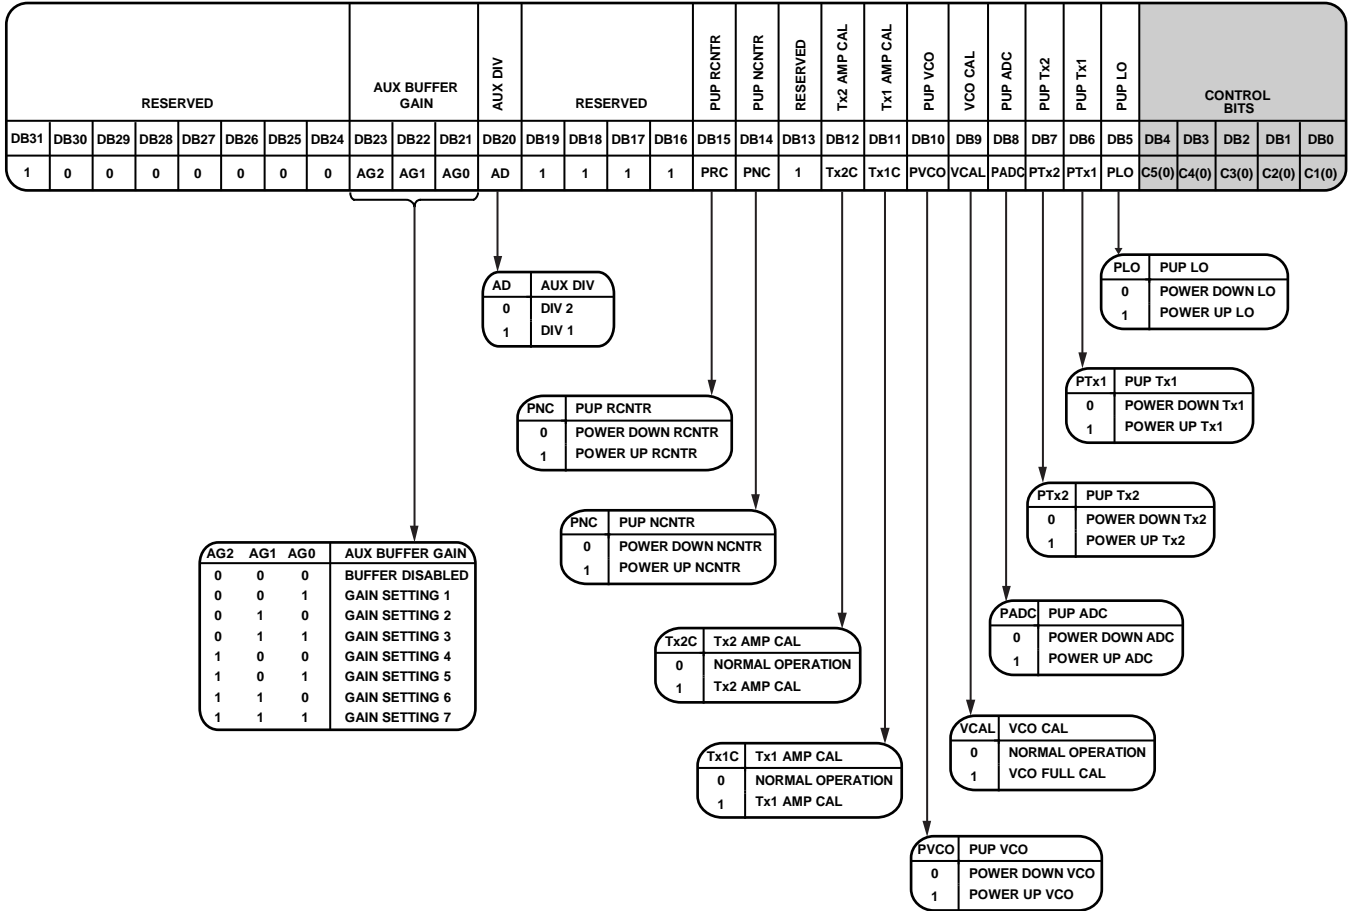 RESERVED
AUX BUFFER
GAIN
AUX DIV
RESERVED
PUP RCNTR
PUP NCNTR
RESERVED
Tx2 AMP CAL
Tx1 AMP CAL
PUP VCO
VCO CAL
PUP ADC
PUP Tx2
PUP Tx1
PUP LO
CONTROL
BITS
DB31 DB30 DB29 DB28 DB27 DB26 DB25 DB24 DB23 DB22 DB21 DB20 DB19 DB18 DB17 DB16 DB15 DB14 DB13 DB12 DB11 DB10 DB9 DB8 DB7 DB6 DB5 DB4 DB3 DB2 DB1 DB0
1 0 0 0 0 0 0 0 AG2 AG1 AG0 AD 1 1 1 1 PRC PNC 1 Tx2C Tx1C PVCO VCAL PADC PTx2 PTx1 PLO C5(0) C4(0) C3(0) C2(0) C1(0)
PLO PUP LO
0 POWER DOWN LO
1 POWER UP LO
AD AUX DIV
0 DIV 2
1 DIV 1
PTx1 PUP Tx1
0 POWER DOWN Tx1
1 POWER UP Tx1
PNC PUP RCNTR
0 POWER DOWN RCNTR
1 POWER UP RCNTR
PTx2 PUP Tx2
0 POWER DOWN Tx2
1 POWER UP Tx2
PNC PUP NCNTR
0 POWER DOWN NCNTR
1 POWER UP NCNTR
AG2 AG1 AG0 AUX BUFFER GAIN
0 0 0 BUFFER DISABLED
0 0 1 GAIN SETTING 1
0 1 0 GAIN SETTING 2
0 1 1 GAIN SETTING 3
1 0 0 GAIN SETTING 4
1 0 1 GAIN SETTING 5
1 1 0 GAIN SETTING 6
1 1 1 GAIN SETTING 7
PADC PUP ADC
0 POWER DOWN ADC
1 POWER UP ADC
Tx2C Tx2 AMP CAL
0 NORMAL OPERATION
1 Tx2 AMP CAL
VCAL VCO CAL
0 NORMAL OPERATION
1 VCO FULL CAL
Tx1C Tx1 AMP CAL
0 NORMAL OPERATION
1 Tx1 AMP CAL
PVCO PUP VCO
0 POWER DOWN VCO
1 POWER UP VCO